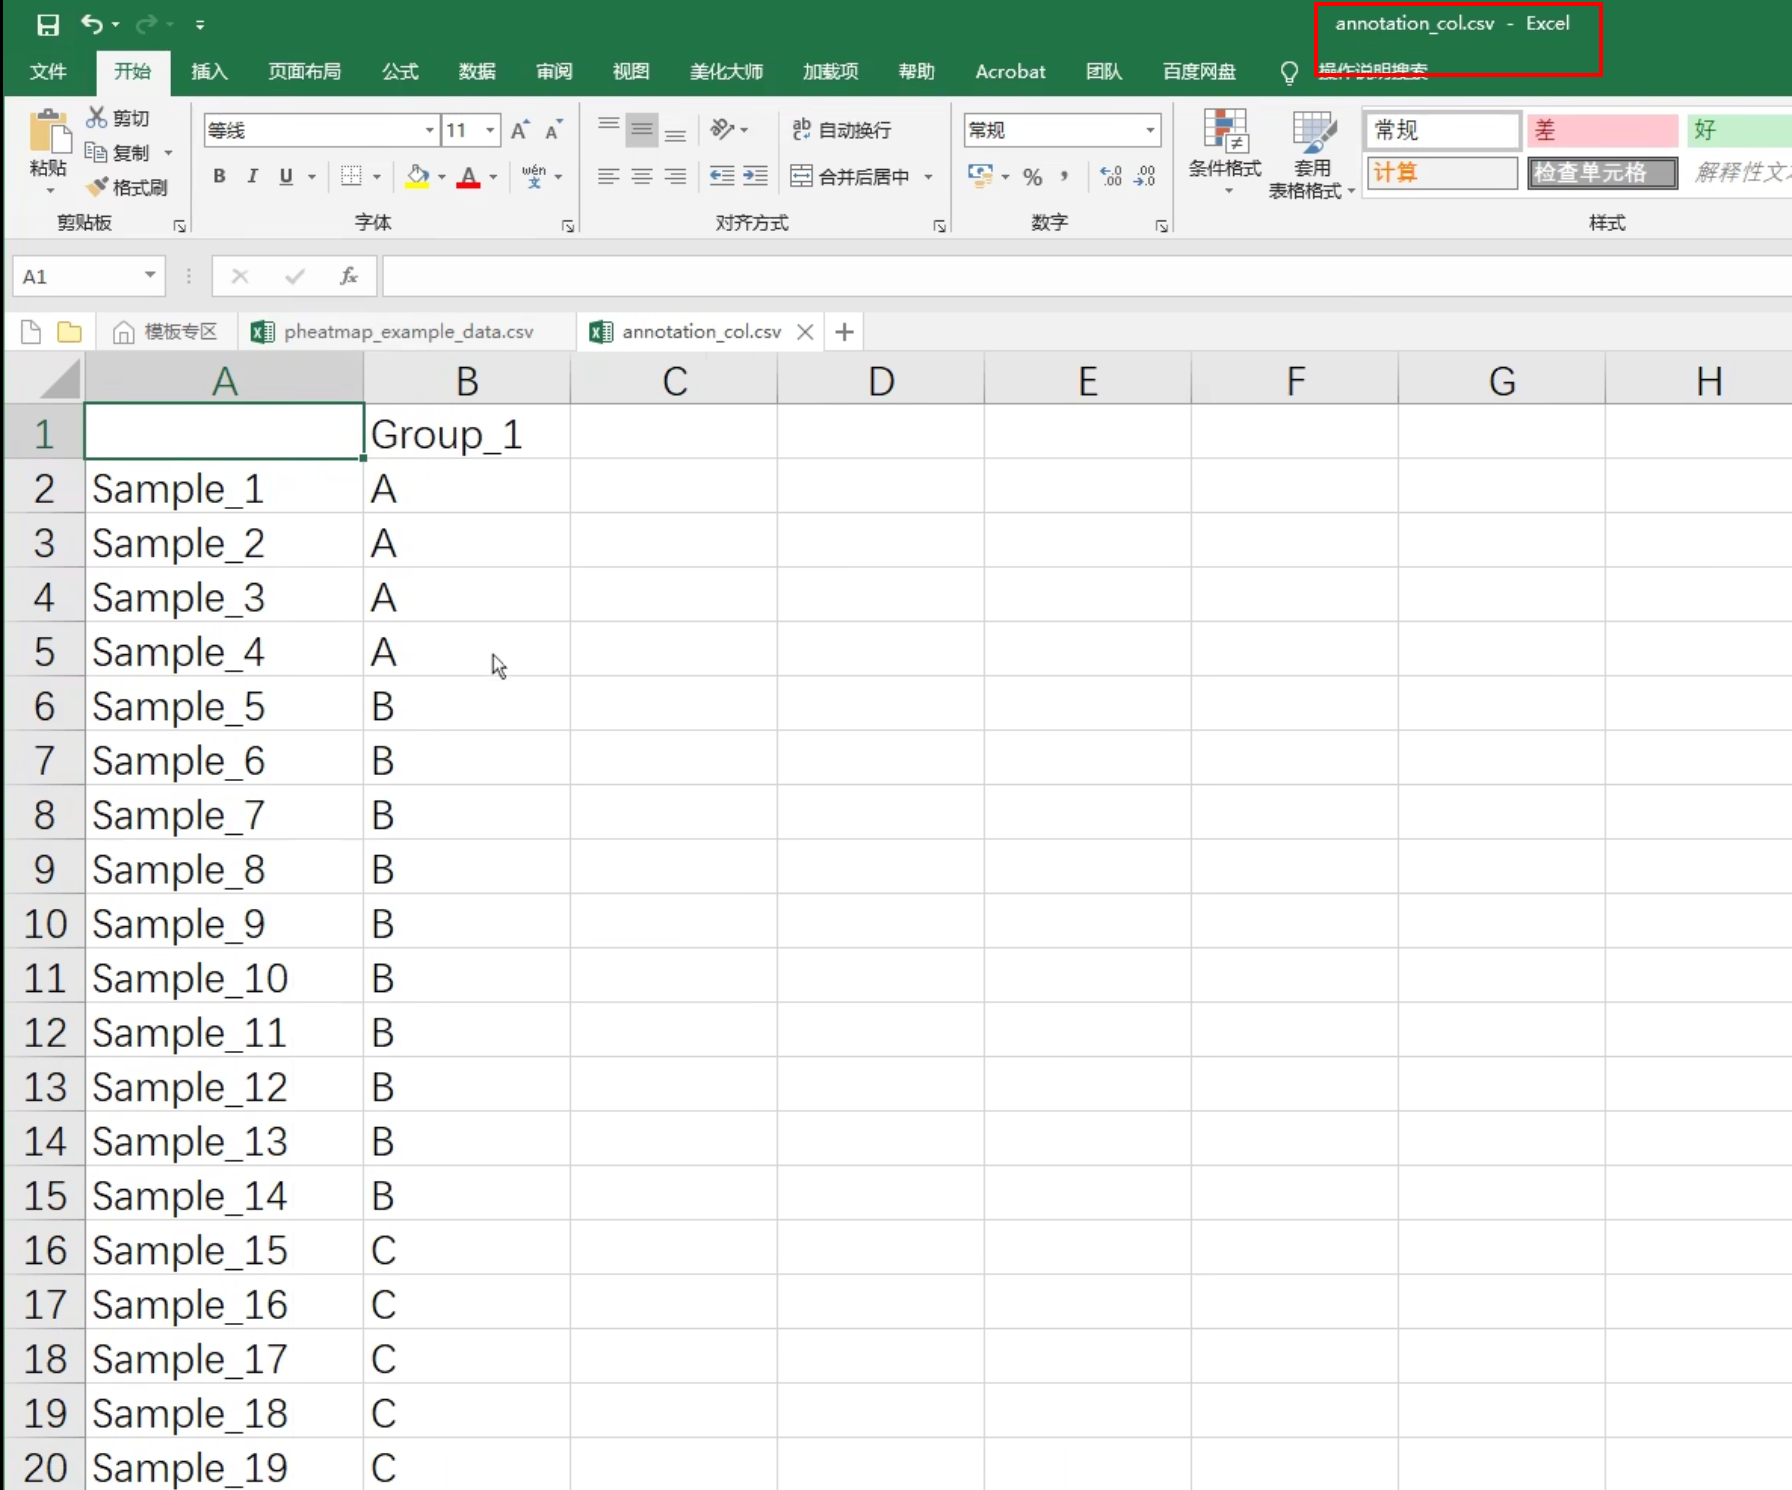 annotation_col.csv - Excel
文件 开始 插入 页面布局 公式 数据 审阅 视图 美化大师 加载项 帮助 Acrobat 团队 百度网盘 操作说明搜索
粘贴
剪切
复制
格式刷
剪贴板
等线 11
B I U wén 文
字体
自动换行
合并后居中
对齐方式
常规
%
数字
条件格式
套用
表格格式
常规 差 好
计算 检查单元格
样式
A1 fx
模板专区 pheatmap_example_data.csv annotation_col.csv
A B C D E F G H
1 Group_1
2 Sample_1 A
3 Sample_2 A
4 Sample_3 A
5 Sample_4 A
6 Sample_5 B
7 Sample_6 B
8 Sample_7 B
9 Sample_8 B
10 Sample_9 B
11 Sample_10 B
12 Sample_11 B
13 Sample_12 B
14 Sample_13 B
15 Sample_14 B
16 Sample_15 C
17 Sample_16 C
18 Sample_17 C
19 Sample_18 C
20 Sample_19 C